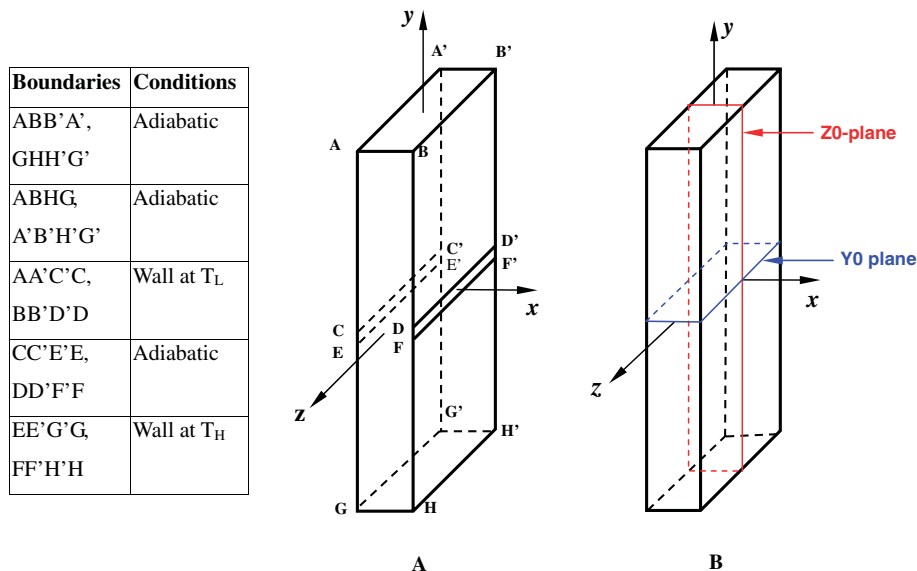 Boundaries Conditions
ABB'A', Adiabatic
GHH'G'
ABHG, Adiabatic
A'B'H'G'
AA'C'C, Wall at TL
BB'D'D
CC'E'E, Adiabatic
DD'F'F
EE'G'G, Wall at TH
FF'H'H
y
A'
B'
A
B
C'
E'
D'
F'
x
C
D
E
F
z
G'
H'
G
H
A
y
Z0-plane
Y0 plane
x
z
B